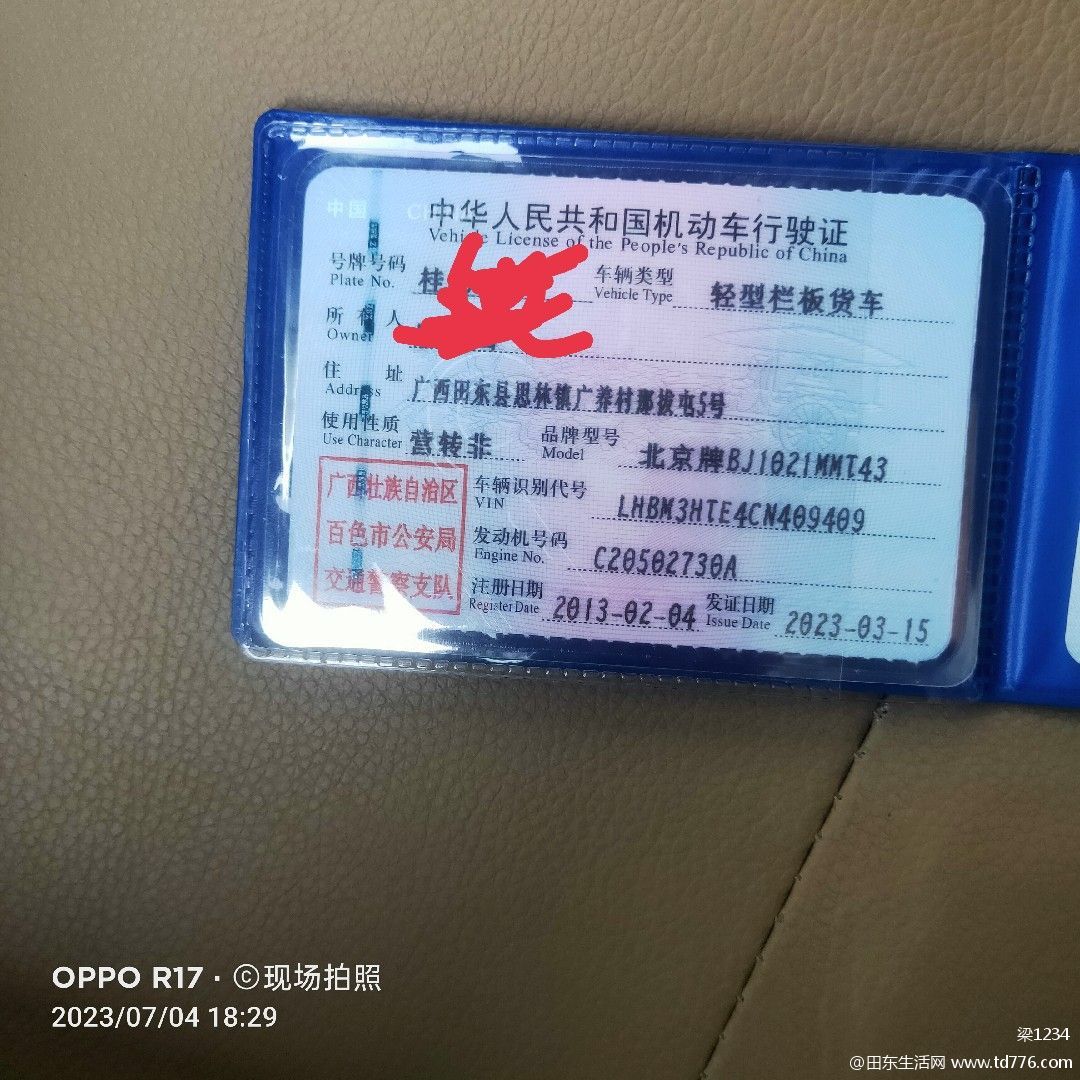 中国 C
中华人民共和国机动车行驶证
Vehicle License of the People's Republic of China
号牌号码 桂 车辆类型 轻型栏板货车
Plate No. Vehicle Type
所有人
Owner
住址 广西田东县思林镇广养村那拔屯5号
Address
使用性质 营转非 品牌型号 北京牌BJ1021MMT43
Use Character Model
广西壮族自治区 车辆识别代号 LHBM3HTE4CN409409
VIN
百色市公安局 发动机号码 C20502730A
Engine No.
交通警察支队 注册日期 2013-02-04 发证日期 2023-03-15
Register Date Issue Date
OPPO R17 · ©现场拍照
2023/07/04 18:29
梁1234
@田东生活网 www.td776.com